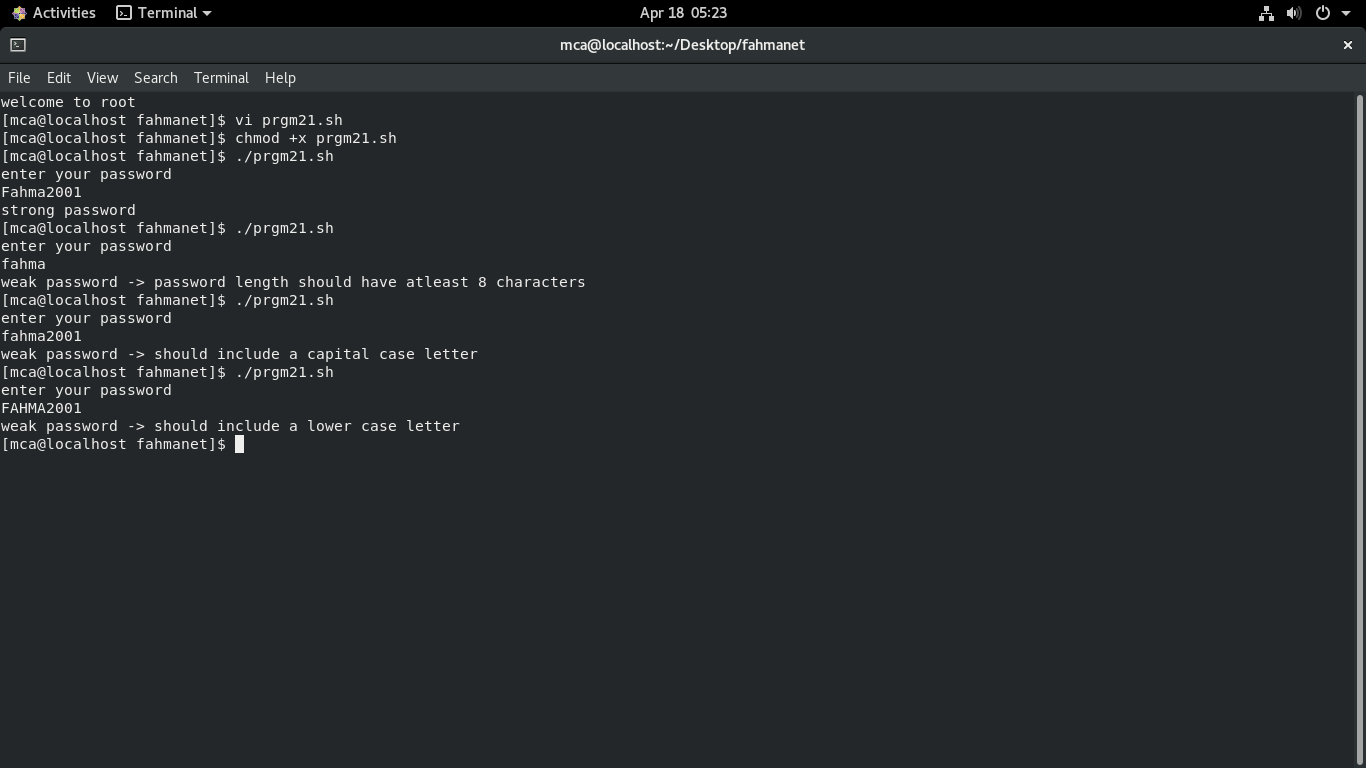 Activities Terminal Apr 18 05:23
mca@localhost:~/Desktop/fahmanet ×
File Edit View Search Terminal Help
welcome to root
[mca@localhost fahmanet]$ vi prgm21.sh
[mca@localhost fahmanet]$ chmod +x prgm21.sh
[mca@localhost fahmanet]$ ./prgm21.sh
enter your password
Fahma2001
strong password
[mca@localhost fahmanet]$ ./prgm21.sh
enter your password
fahma
weak password -> password length should have atleast 8 characters
[mca@localhost fahmanet]$ ./prgm21.sh
enter your password
fahma2001
weak password -> should include a capital case letter
[mca@localhost fahmanet]$ ./prgm21.sh
enter your password
FAHMA2001
weak password -> should include a lower case letter
[mca@localhost fahmanet]$